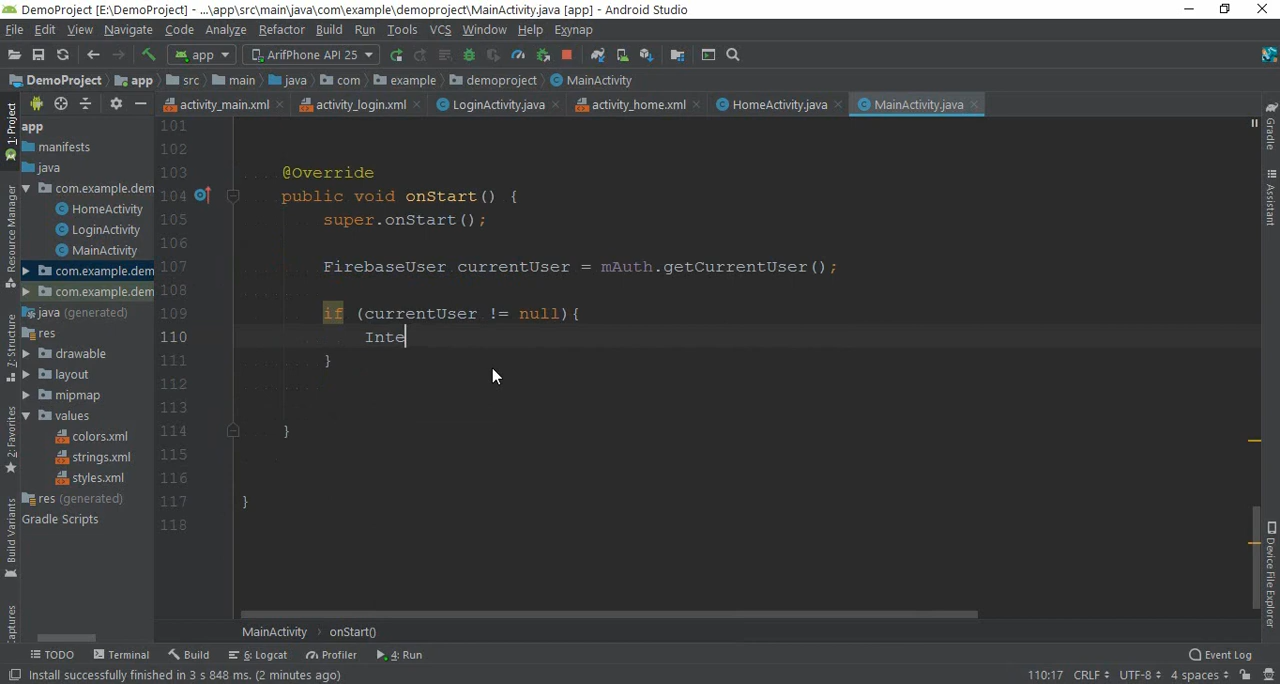 DemoProject [E:\DemoProject] - ...\app\src\main\java\com\example\demoproject\MainActivity.java [app] - Android Studio
File Edit View Navigate Code Analyze Refactor Build Run Tools VCS Window Help Exynap
app ArifPhone API 25
DemoProject app src main java com example demoproject MainActivity
activity_main.xml activity_login.xml LoginActivity.java activity_home.xml HomeActivity.java MainActivity.java
1: Project
Resource Manager
Z: Structure
2: Favorites
Build Variants
Captures
app
manifests
java
com.example.dem
HomeActivity
LoginActivity
MainActivity
com.example.dem
com.example.dem
java (generated)
res
drawable
layout
mipmap
values
colors.xml
strings.xml
styles.xml
res (generated)
Gradle Scripts
101
102
103 @Override
104 public void onStart() {
105 super.onStart();
106
107 FirebaseUser currentUser = mAuth.getCurrentUser();
108
109 if (currentUser != null){
110 Inte
111 }
112
113
114 }
115
116
117 }
118
Gradle
Assistant
Device File Explorer
MainActivity onStart()
TODO Terminal Build 6: Logcat Profiler 4: Run Event Log
Install successfully finished in 3 s 848 ms. (2 minutes ago) 110:17 CRLF UTF-8 4 spaces